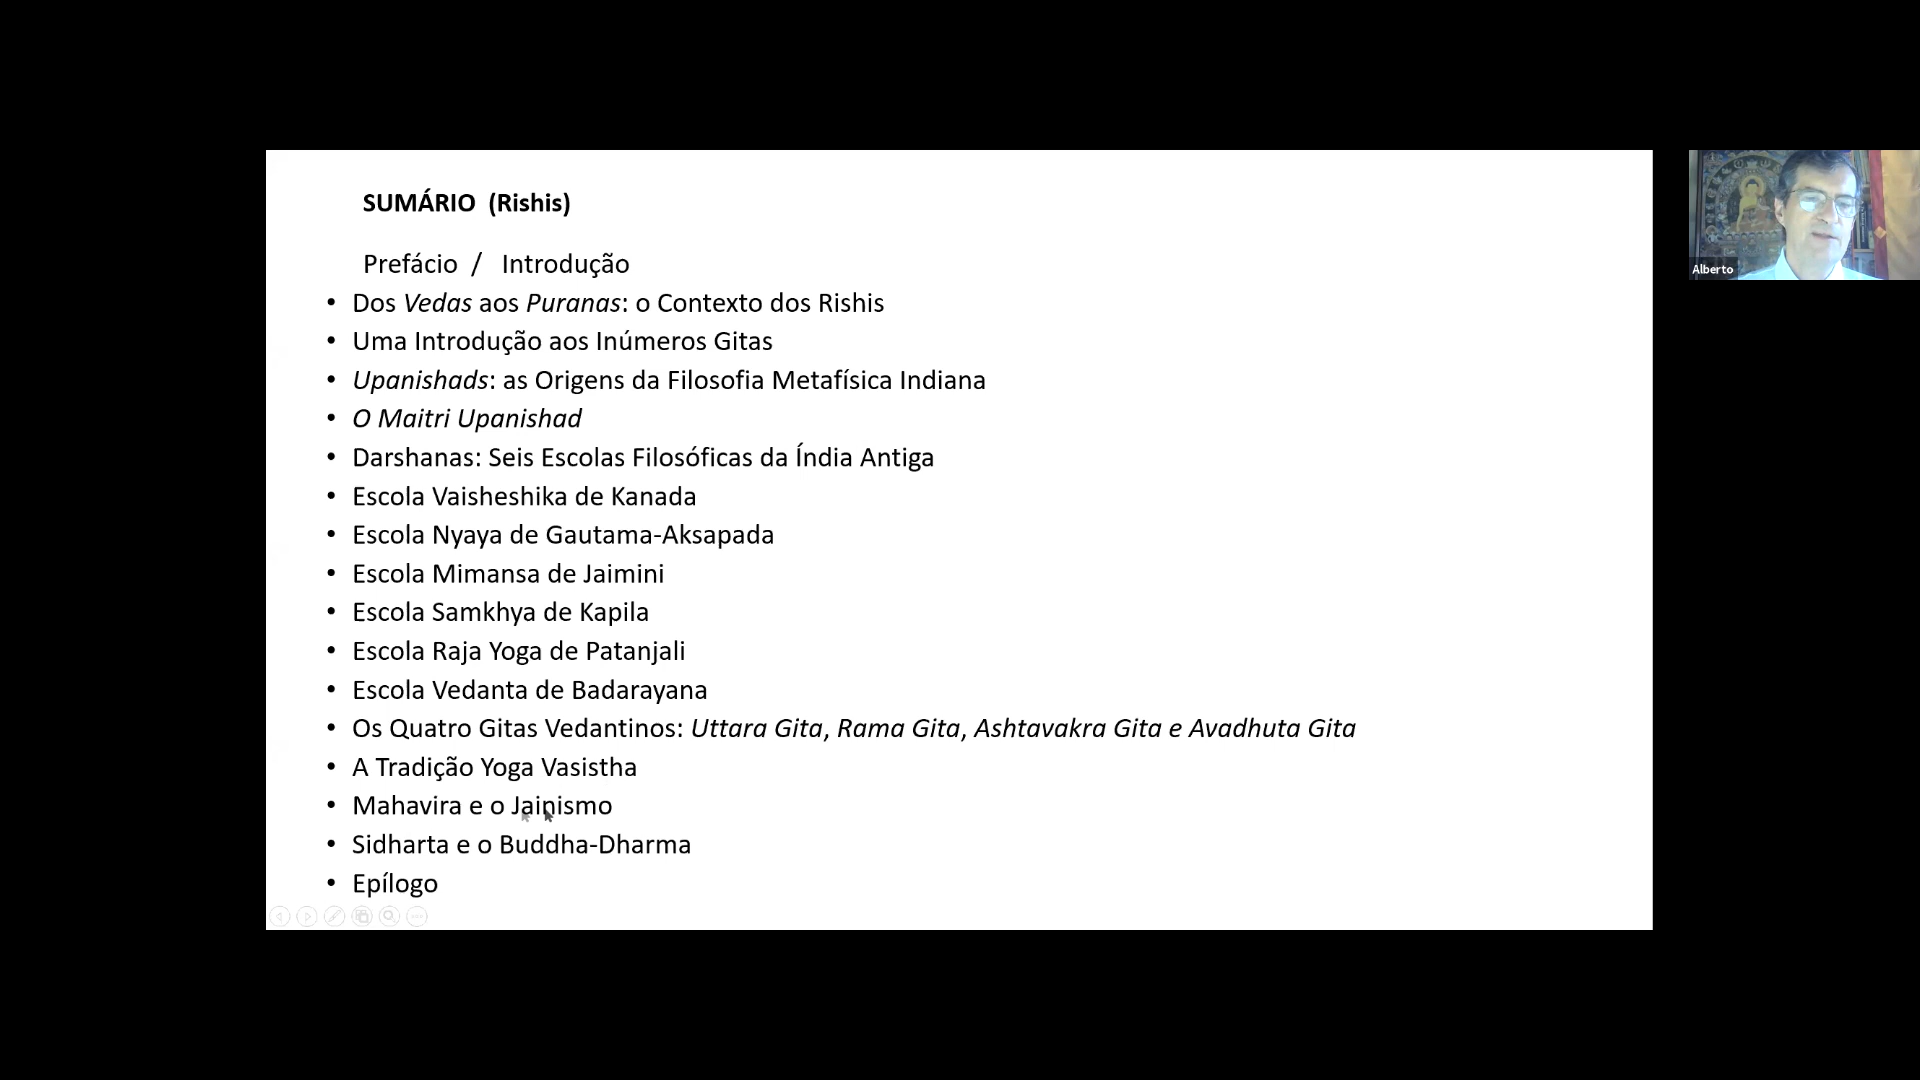 SUMÁRIO (Rishis)
Prefácio / Introdução
• Dos Vedas aos Puranas: o Contexto dos Rishis
• Uma Introdução aos Inúmeros Gitas
• Upanishads: as Origens da Filosofia Metafísica Indiana
• O Maitri Upanishad
• Darshanas: Seis Escolas Filosóficas da Índia Antiga
• Escola Vaisheshika de Kanada
• Escola Nyaya de Gautama-Aksapada
• Escola Mimansa de Jaimini
• Escola Samkhya de Kapila
• Escola Raja Yoga de Patanjali
• Escola Vedanta de Badarayana
• Os Quatro Gitas Vedantinos: Uttara Gita, Rama Gita, Ashtavakra Gita e Avadhuta Gita
• A Tradição Yoga Vasistha
• Mahavira e o Jainismo
• Sidharta e o Buddha-Dharma
• Epílogo
Alberto